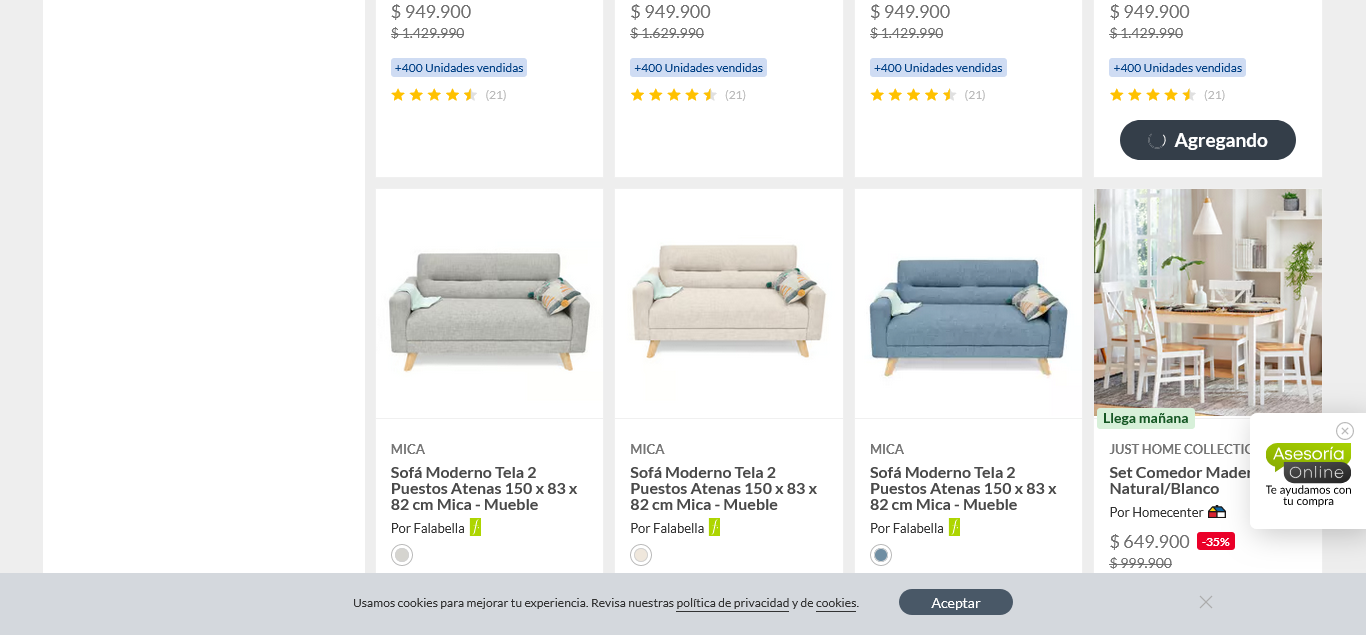 $ 949.900
$ 1.429.990
+400 Unidades vendidas
(21)
$ 949.900
$ 1.629.990
+400 Unidades vendidas
(21)
$ 949.900
$ 1.429.990
+400 Unidades vendidas
(21)
$ 949.900
$ 1.429.990
+400 Unidades vendidas
(21)
Agregando
MICA
Sofá Moderno Tela 2
Puestos Atenas 150 x 83 x
82 cm Mica - Mueble
Por Falabella
MICA
Sofá Moderno Tela 2
Puestos Atenas 150 x 83 x
82 cm Mica - Mueble
Por Falabella
MICA
Sofá Moderno Tela 2
Puestos Atenas 150 x 83 x
82 cm Mica - Mueble
Por Falabella
Llega mañana
JUST HOME COLLECTIO
Set Comedor Mader
Natural/Blanco
Por Homecenter
$ 649.900 -35%
$ 999.900
Asesoría
Online
Te ayudamos con
tu compra
Usamos cookies para mejorar tu experiencia. Revisa nuestras política de privacidad y de cookies.
Aceptar